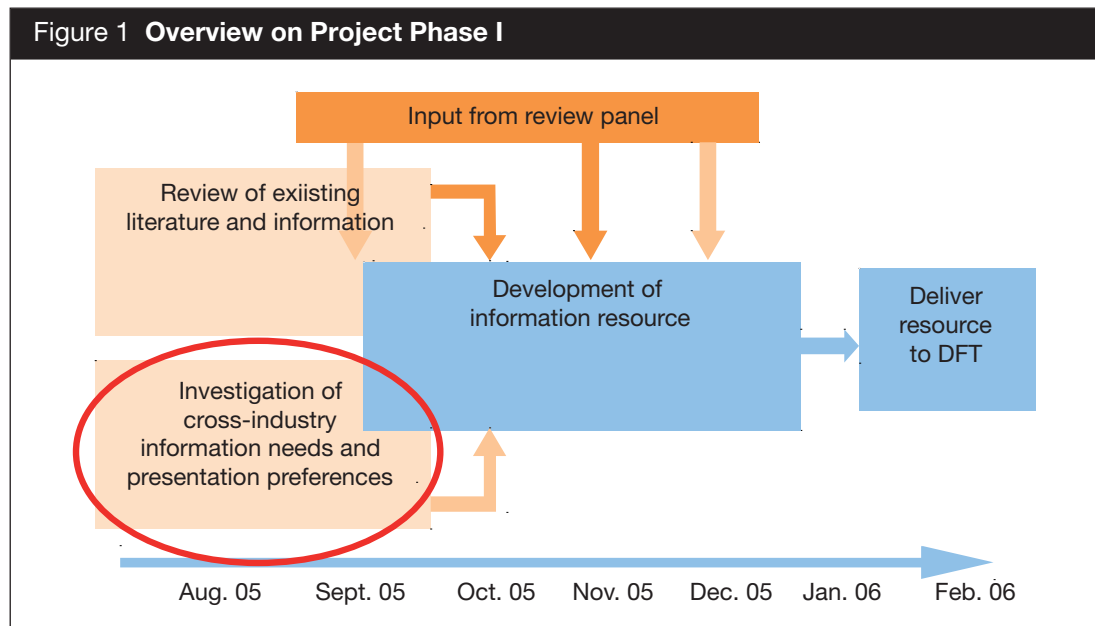 Figure 1 Overview on Project Phase I
Input from review panel
Review of exiisting
literature and information
Development of
information resource
Deliver
resource
to DFT
Investigation of
cross-industry
information needs and
presentation preferences
Aug. 05 Sept. 05 Oct. 05 Nov. 05 Dec. 05 Jan. 06 Feb. 06